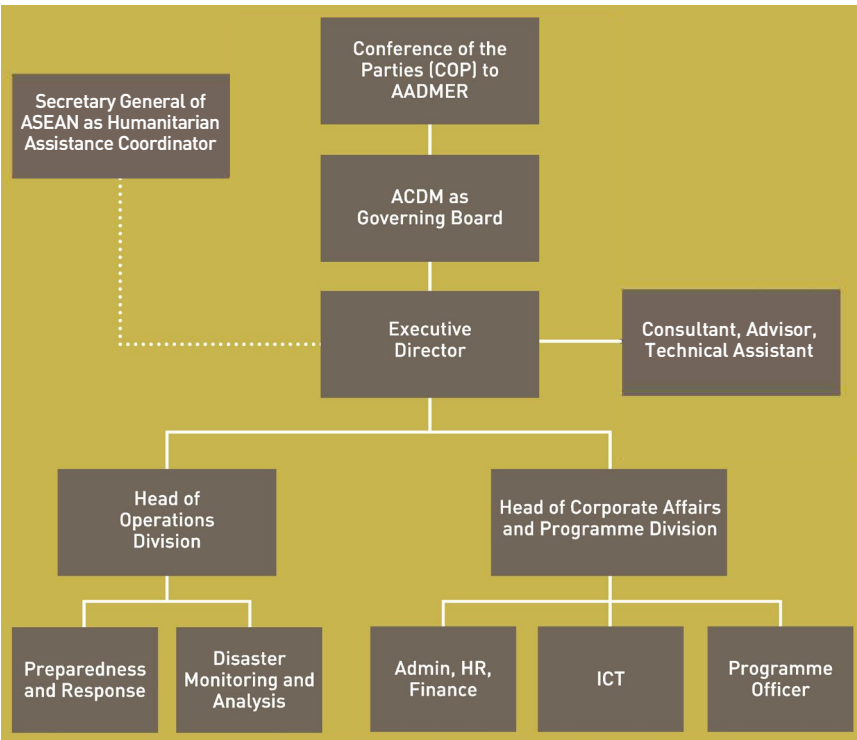 Conference of the
Parties (COP) to
AADMER
Secretary General of
ASEAN as Humanitarian
Assistance Coordinator
ACDM as
Governing Board
Executive
Director
Consultant, Advisor,
Technical Assistant
Head of
Operations
Division
Head of Corporate Affairs
and Programme Division
Preparedness
and Response
Disaster
Monitoring and
Analysis
Admin, HR,
Finance
ICT
Programme
Officer